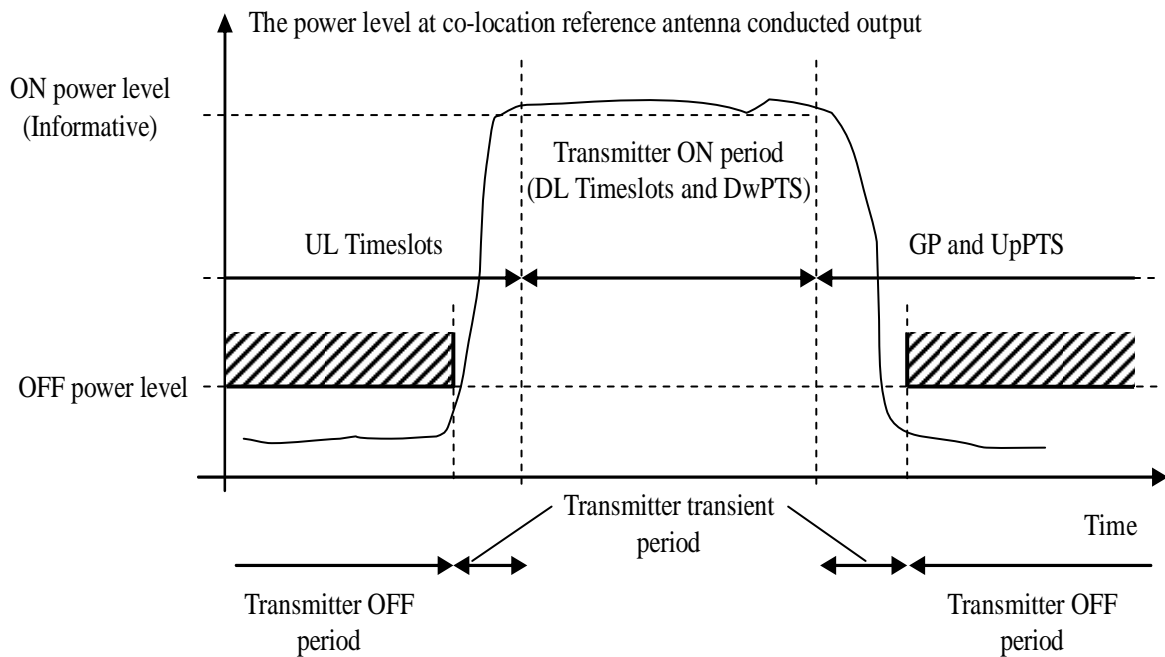 The power level at co-location reference antenna conducted output
ON power level
(Informative)
Transmitter ON period
(DL Timeslots and DwPTS)
UL Timeslots
GP and UpPTS
OFF power level
Transmitter transient
period
Time
Transmitter OFF
period
Transmitter OFF
period